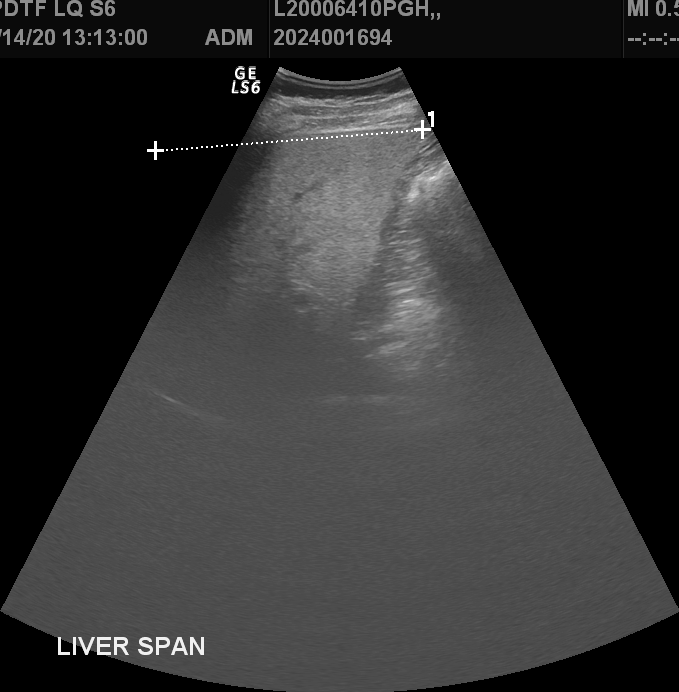 PDTF LQ S6 L20006410PGH,, MI 0.5
/14/20 13:13:00 ADM 2024001694 --:--:--
GE
LS6
1
LIVER SPAN